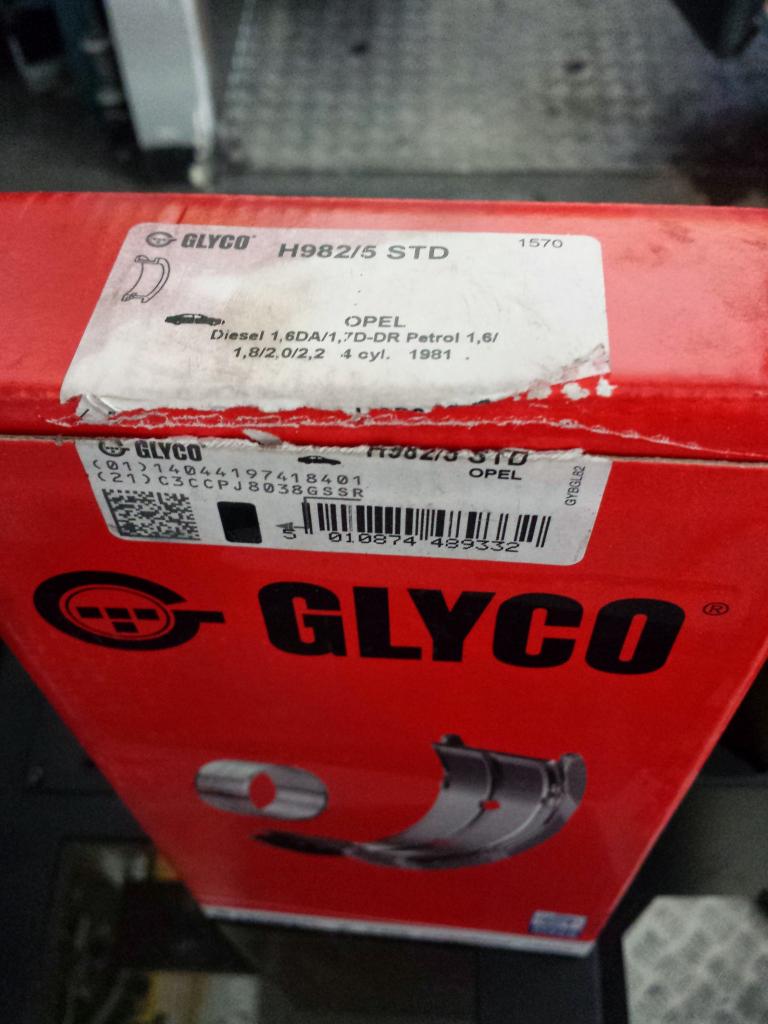 GLYCO
H982/5 STD
1570
OPEL
Diesel 1,6DA/1,7D-DR Petrol 1,6/
1,8/2,0/2,2 4 cyl. 1981 .
GLYCO
H982/5 STD
(01)14044197418401
OPEL
(21)C3CCPJ8038GSSR
GYBGL82
5 010874 489332
GLYCO®